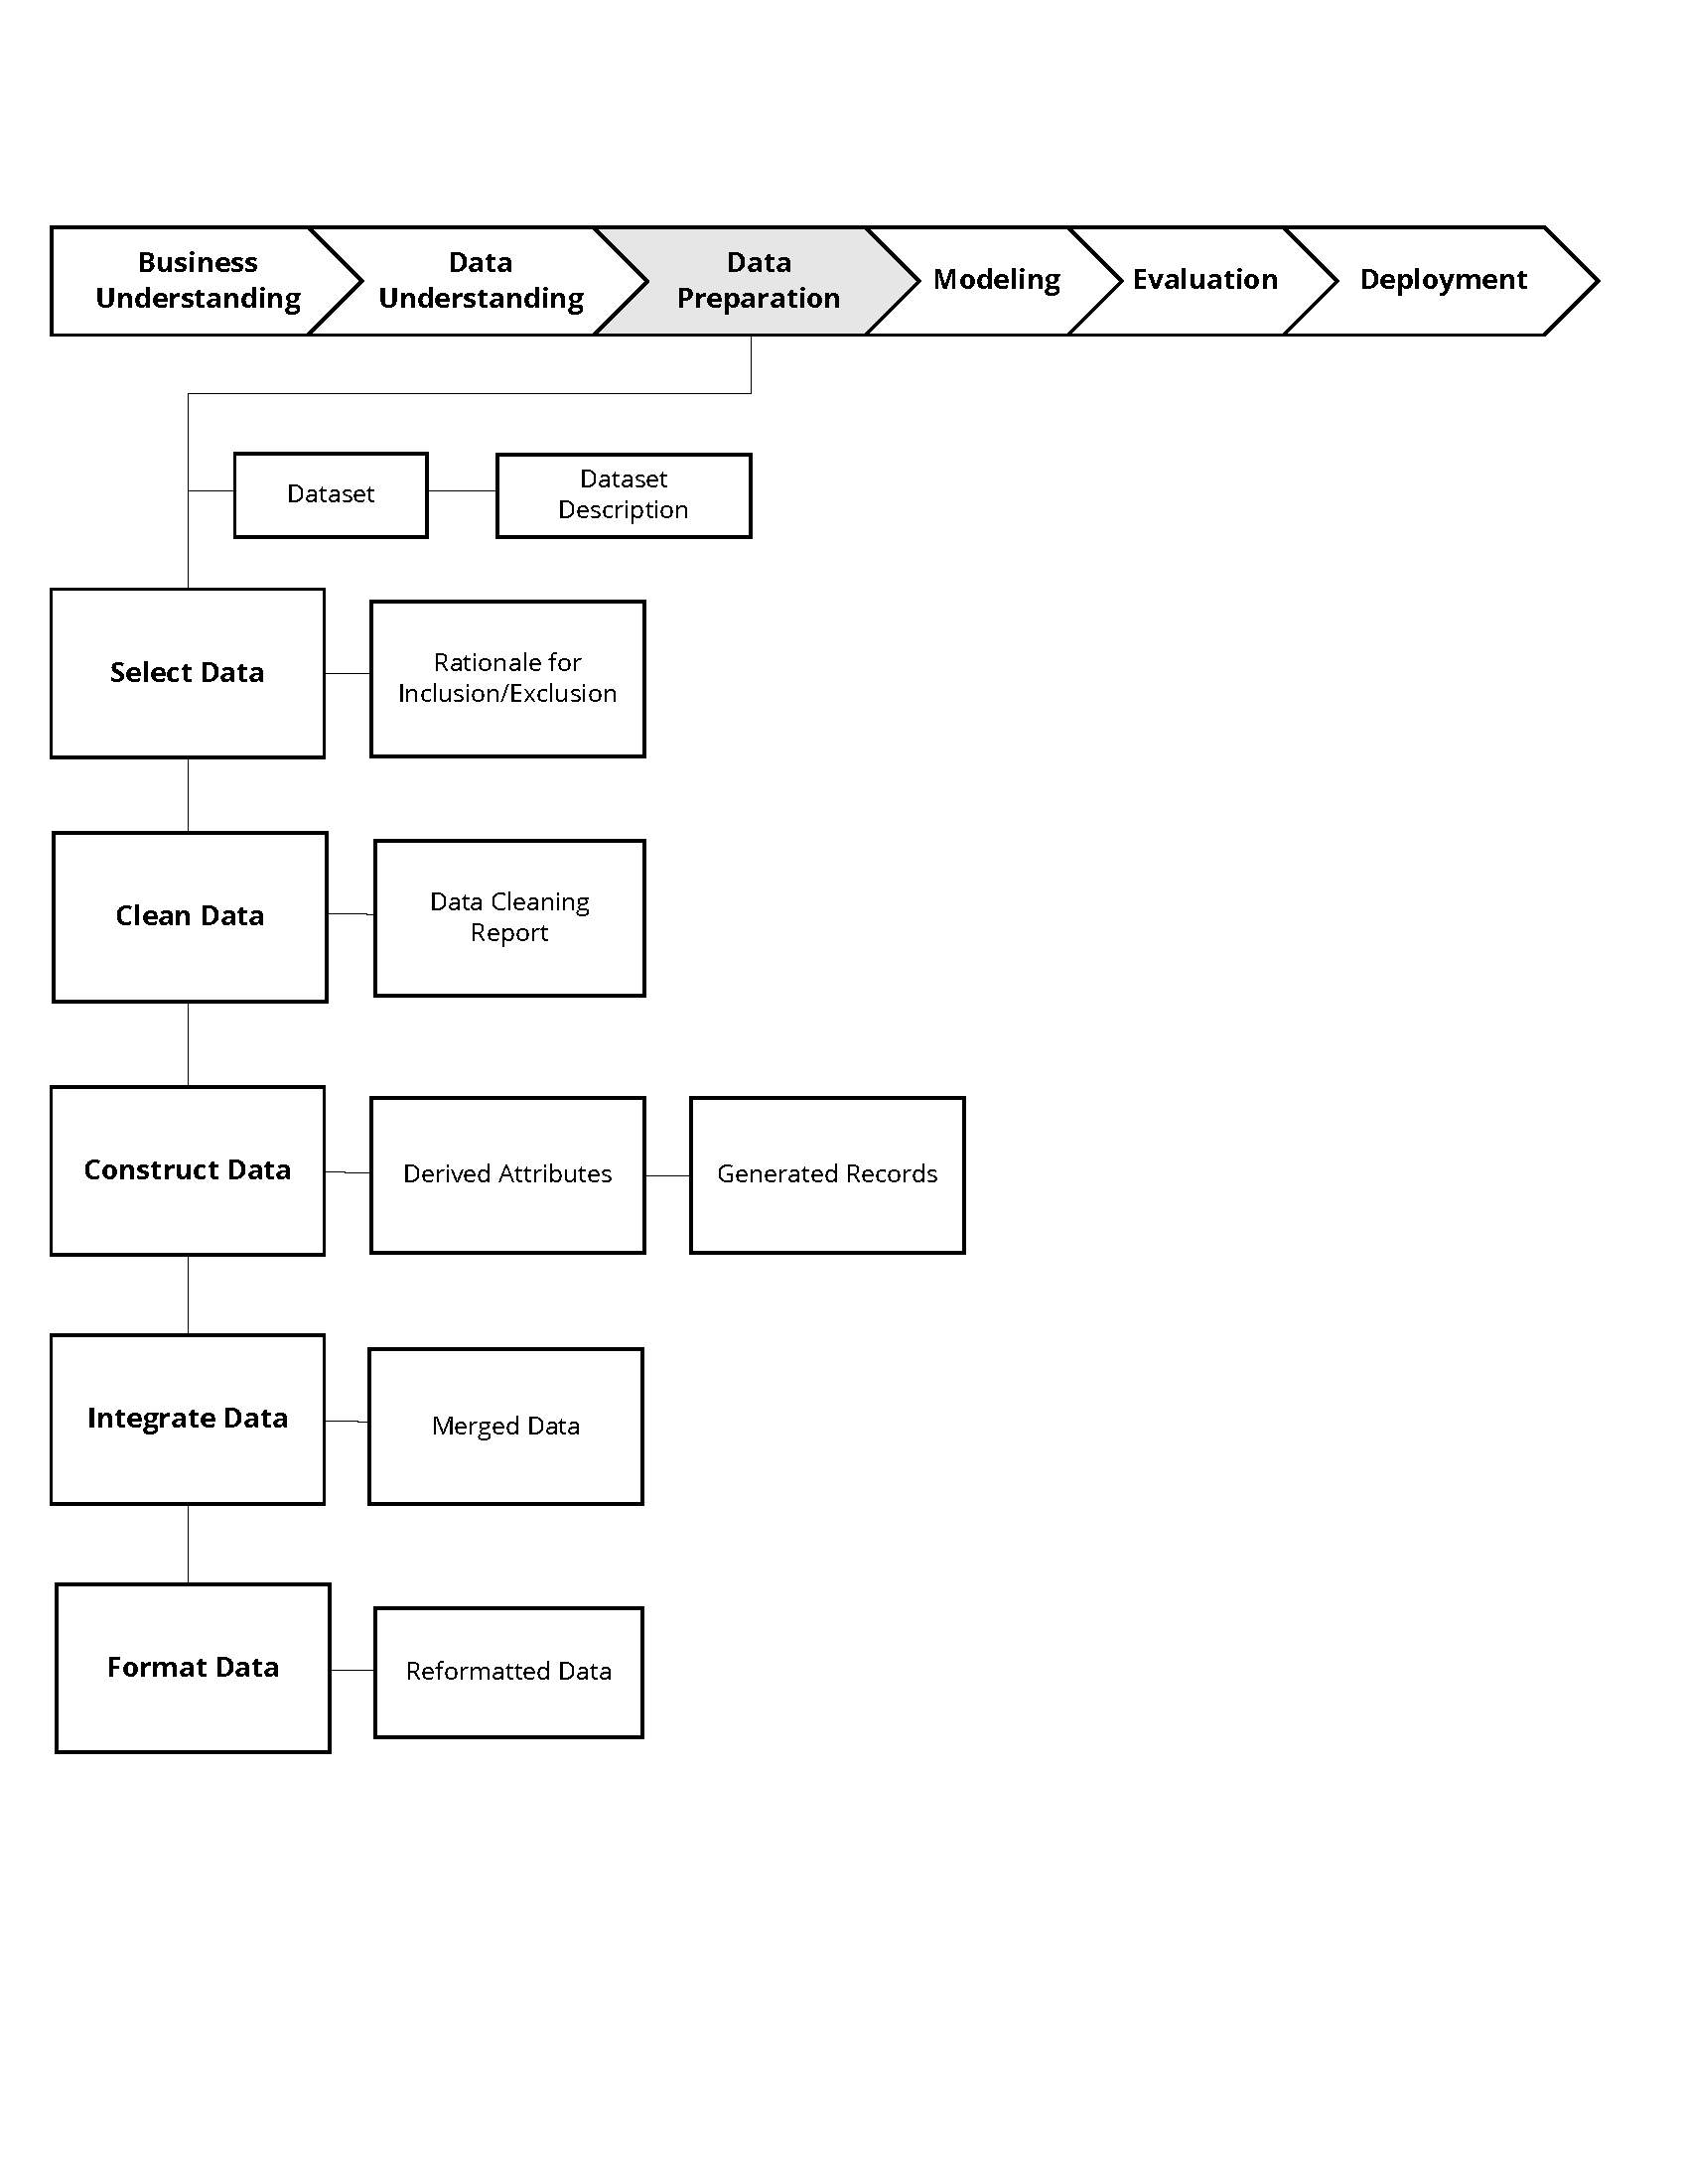 Business
Understanding
Data
Understanding
Data
Preparation
Modeling
Evaluation
Deployment
Dataset
Dataset
Description
Select Data
Rationale for
Inclusion/Exclusion
Clean Data
Data Cleaning
Report
Construct Data
Derived Attributes
Generated Records
Integrate Data
Merged Data
Format Data
Reformatted Data